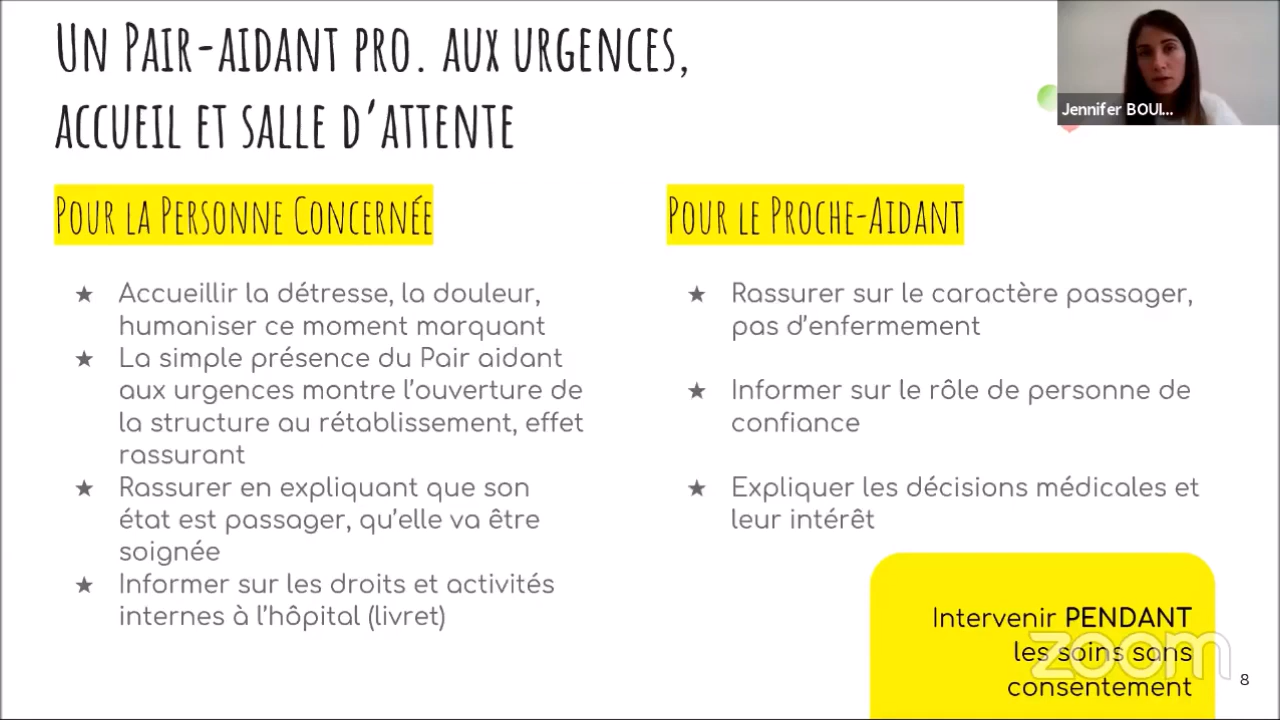 Un Pair-aidant pro. aux urgences,
accueil et salle d'attente
Jennifer BOUI...
Pour la Personne Concernée
★ Accueillir la détresse, la douleur,
humaniser ce moment marquant
★ La simple présence du Pair aidant
aux urgences montre l'ouverture de
la structure au rétablissement, effet
rassurant
★ Rassurer en expliquant que son
état est passager, qu'elle va être
soignée
★ Informer sur les droits et activités
internes à l'hôpital (livret)
Pour le Proche-Aidant
★ Rassurer sur le caractère passager,
pas d'enfermement
★ Informer sur le rôle de personne de
confiance
★ Expliquer les décisions médicales et
leur intérêt
Intervenir PENDANT
les soins sans
consentement
zoom
8